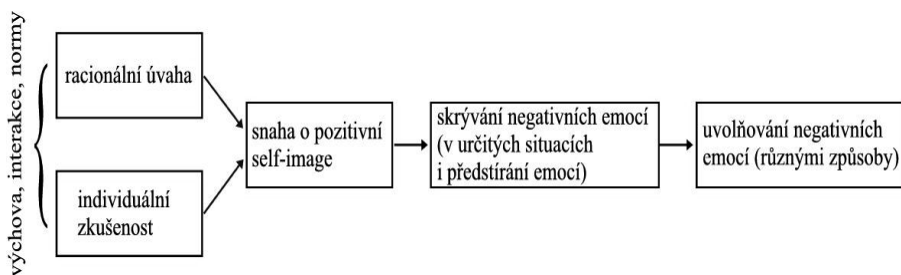 výchova, interakce, normy
racionální úvaha
individuální
zkušenost
snaha o pozitivní
self-image
skrývání negativních emocí
(v určitých situacích
i předstírání emocí)
uvolňování negativních
emocí (různými způsoby)